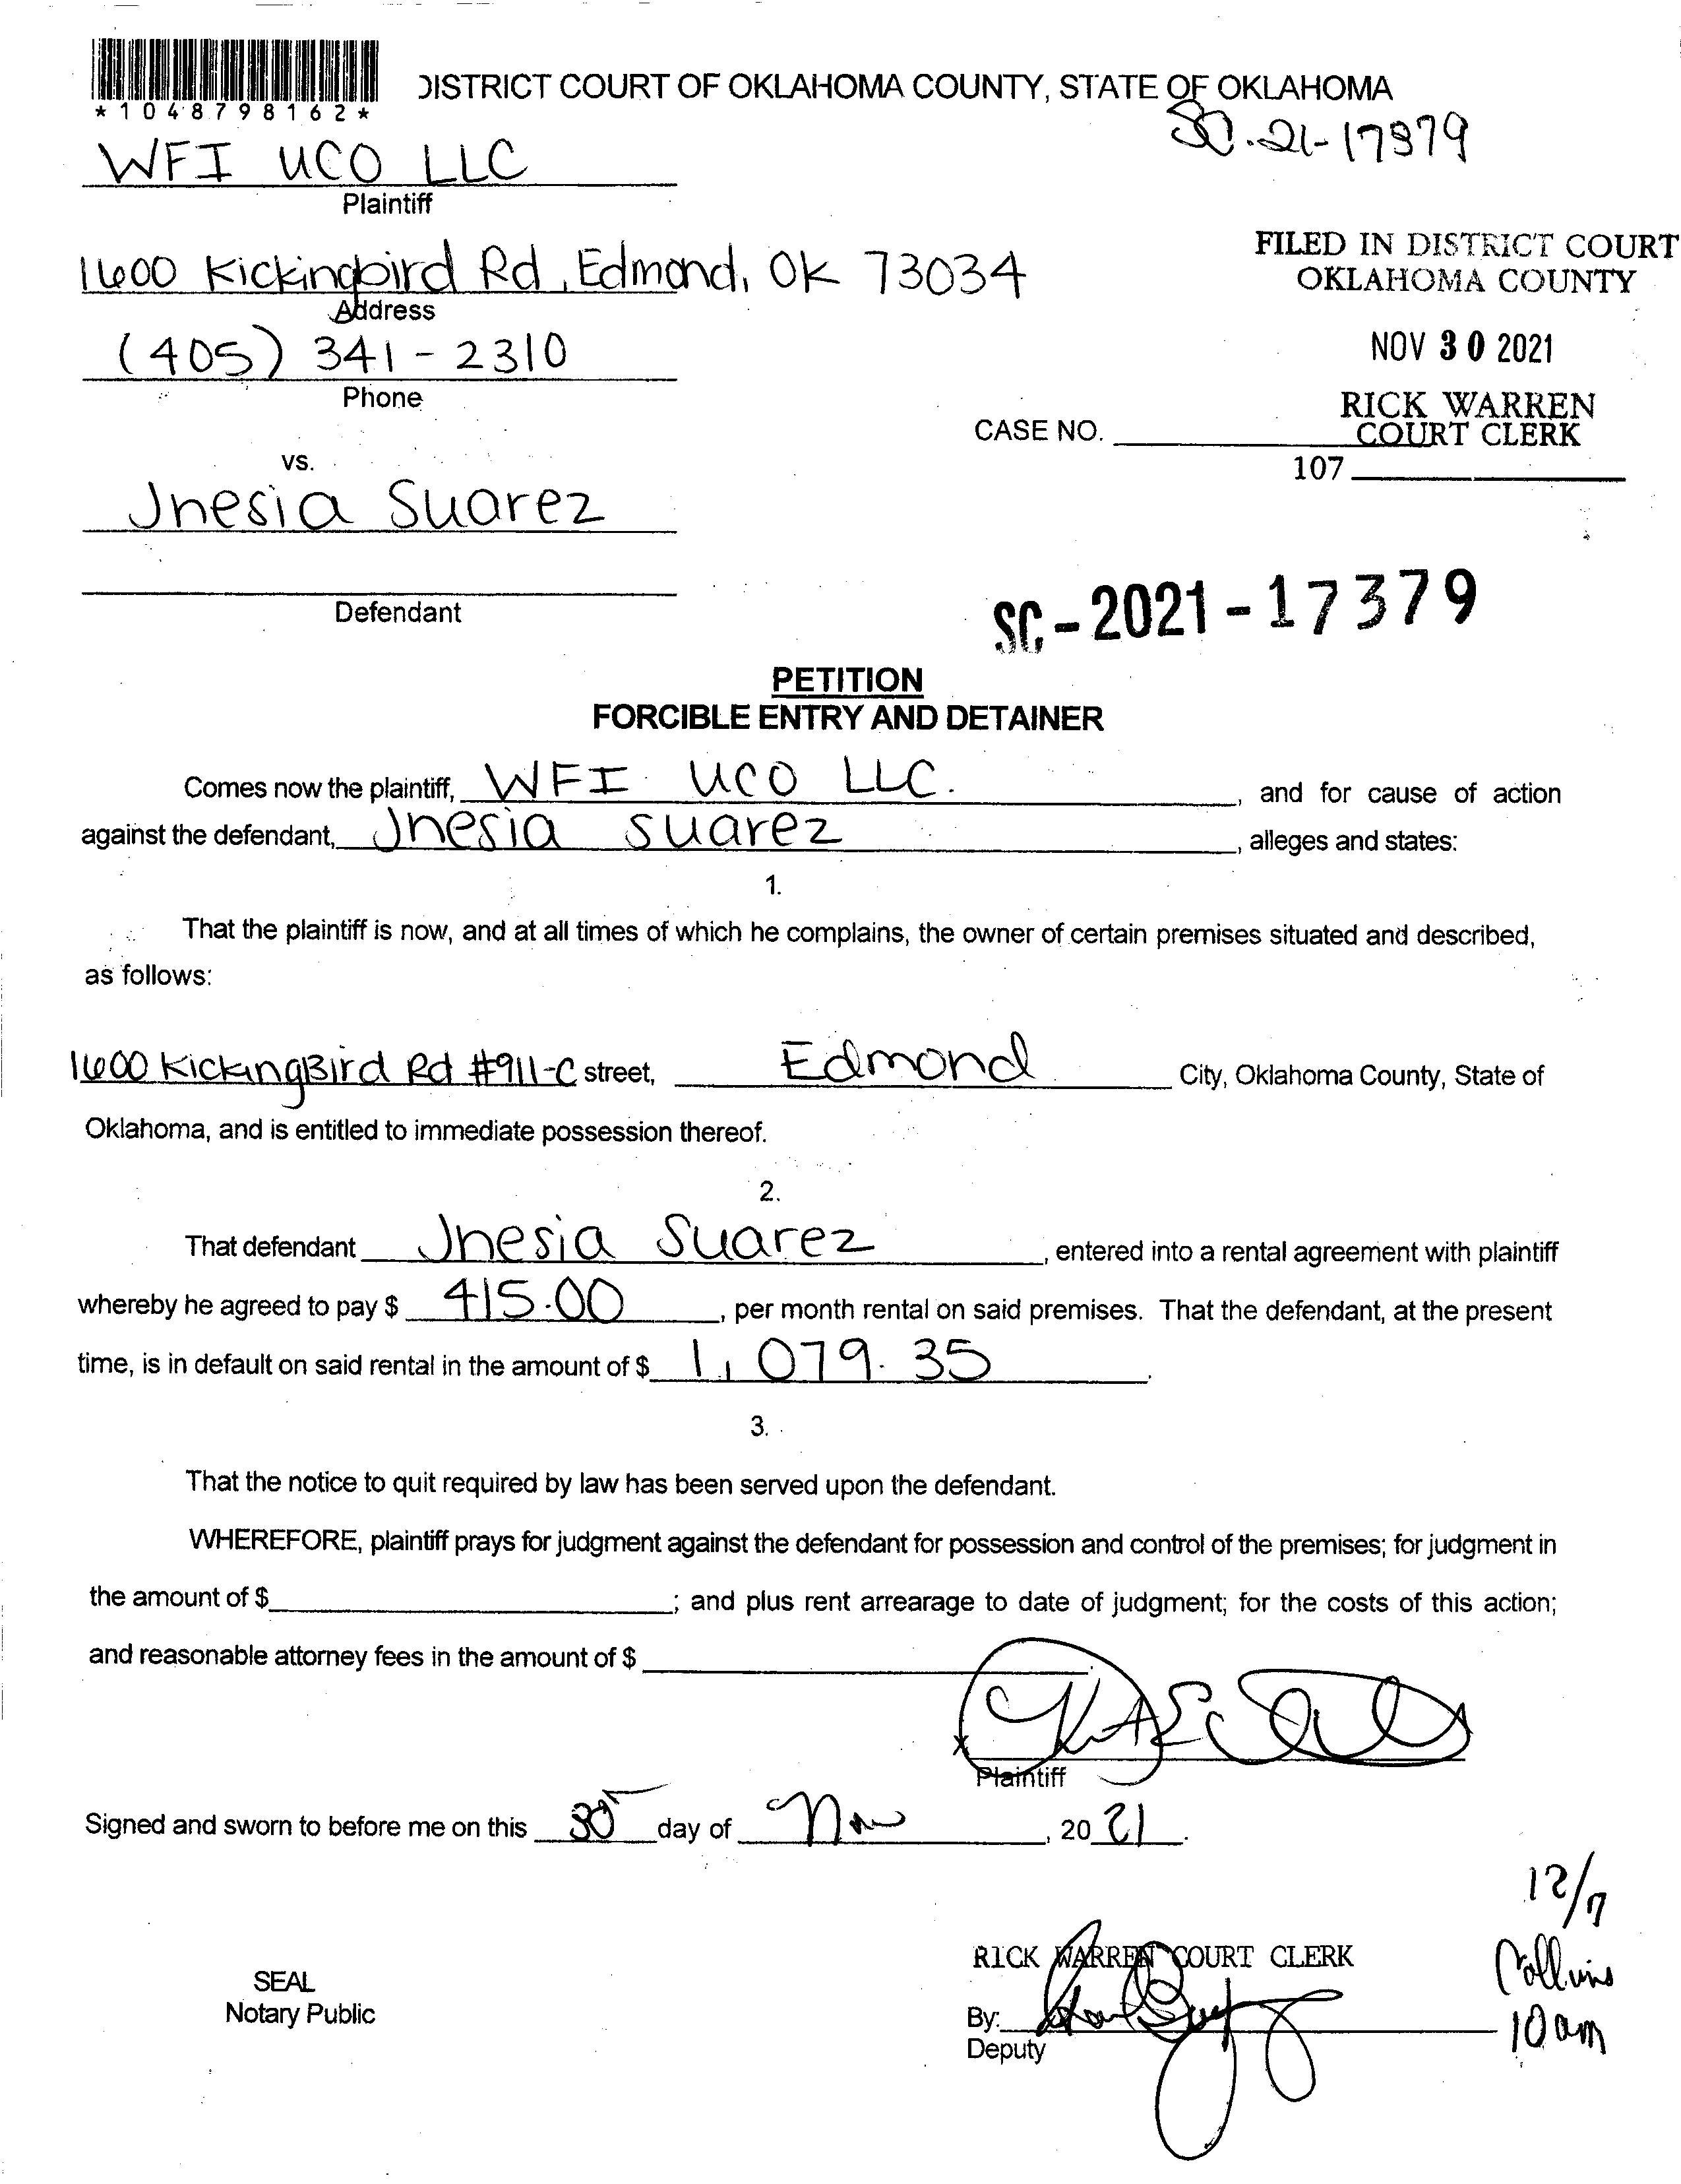 *1048798162*
DISTRICT COURT OF OKLAHOMA COUNTY, STATE OF OKLAHOMA
SC-21-17379
WFI UCO LLC
Plaintiff
1600 Kickingbird Rd, Edmond, OK 73034
Address
FILED IN DISTRICT COURT
OKLAHOMA COUNTY
(405) 341-2310
Phone
NOV 30 2021
RICK WARREN
COURT CLERK
CASE NO.
107
vs.
Jnesia Suarez
Defendant
SC-2021-17379
PETITION
FORCIBLE ENTRY AND DETAINER
Comes now the plaintiff, WFI UCO LLC. , and for cause of action
against the defendant, Jnesia Suarez , alleges and states:
1.
That the plaintiff is now, and at all times of which he complains, the owner of certain premises situated and described,
as follows:
1600 KickingBird Rd #911-C street, Edmond City, Oklahoma County, State of
Oklahoma, and is entitled to immediate possession thereof.
2.
That defendant Jnesia Suarez , entered into a rental agreement with plaintiff
whereby he agreed to pay $ 415.00 , per month rental on said premises. That the defendant, at the present
time, is in default on said rental in the amount of $ 1,079.35 .
3.
That the notice to quit required by law has been served upon the defendant.
WHEREFORE, plaintiff prays for judgment against the defendant for possession and control of the premises; for judgment in
the amount of $ ; and plus rent arrearage to date of judgment; for the costs of this action;
and reasonable attorney fees in the amount of $ .
x
Plaintiff
Signed and sworn to before me on this 30 day of Nov , 20 21 .
12/7
Collins
10am
RICK WARREN COURT CLERK
SEAL
Notary Public
By:
Deputy